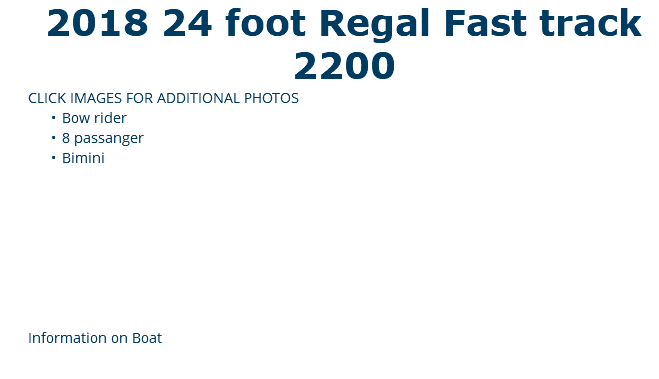 2018 24 foot Regal Fast track
2200
CLICK IMAGES FOR ADDITIONAL PHOTOS
• Bow rider
• 8 passanger
• Bimini
Information on Boat